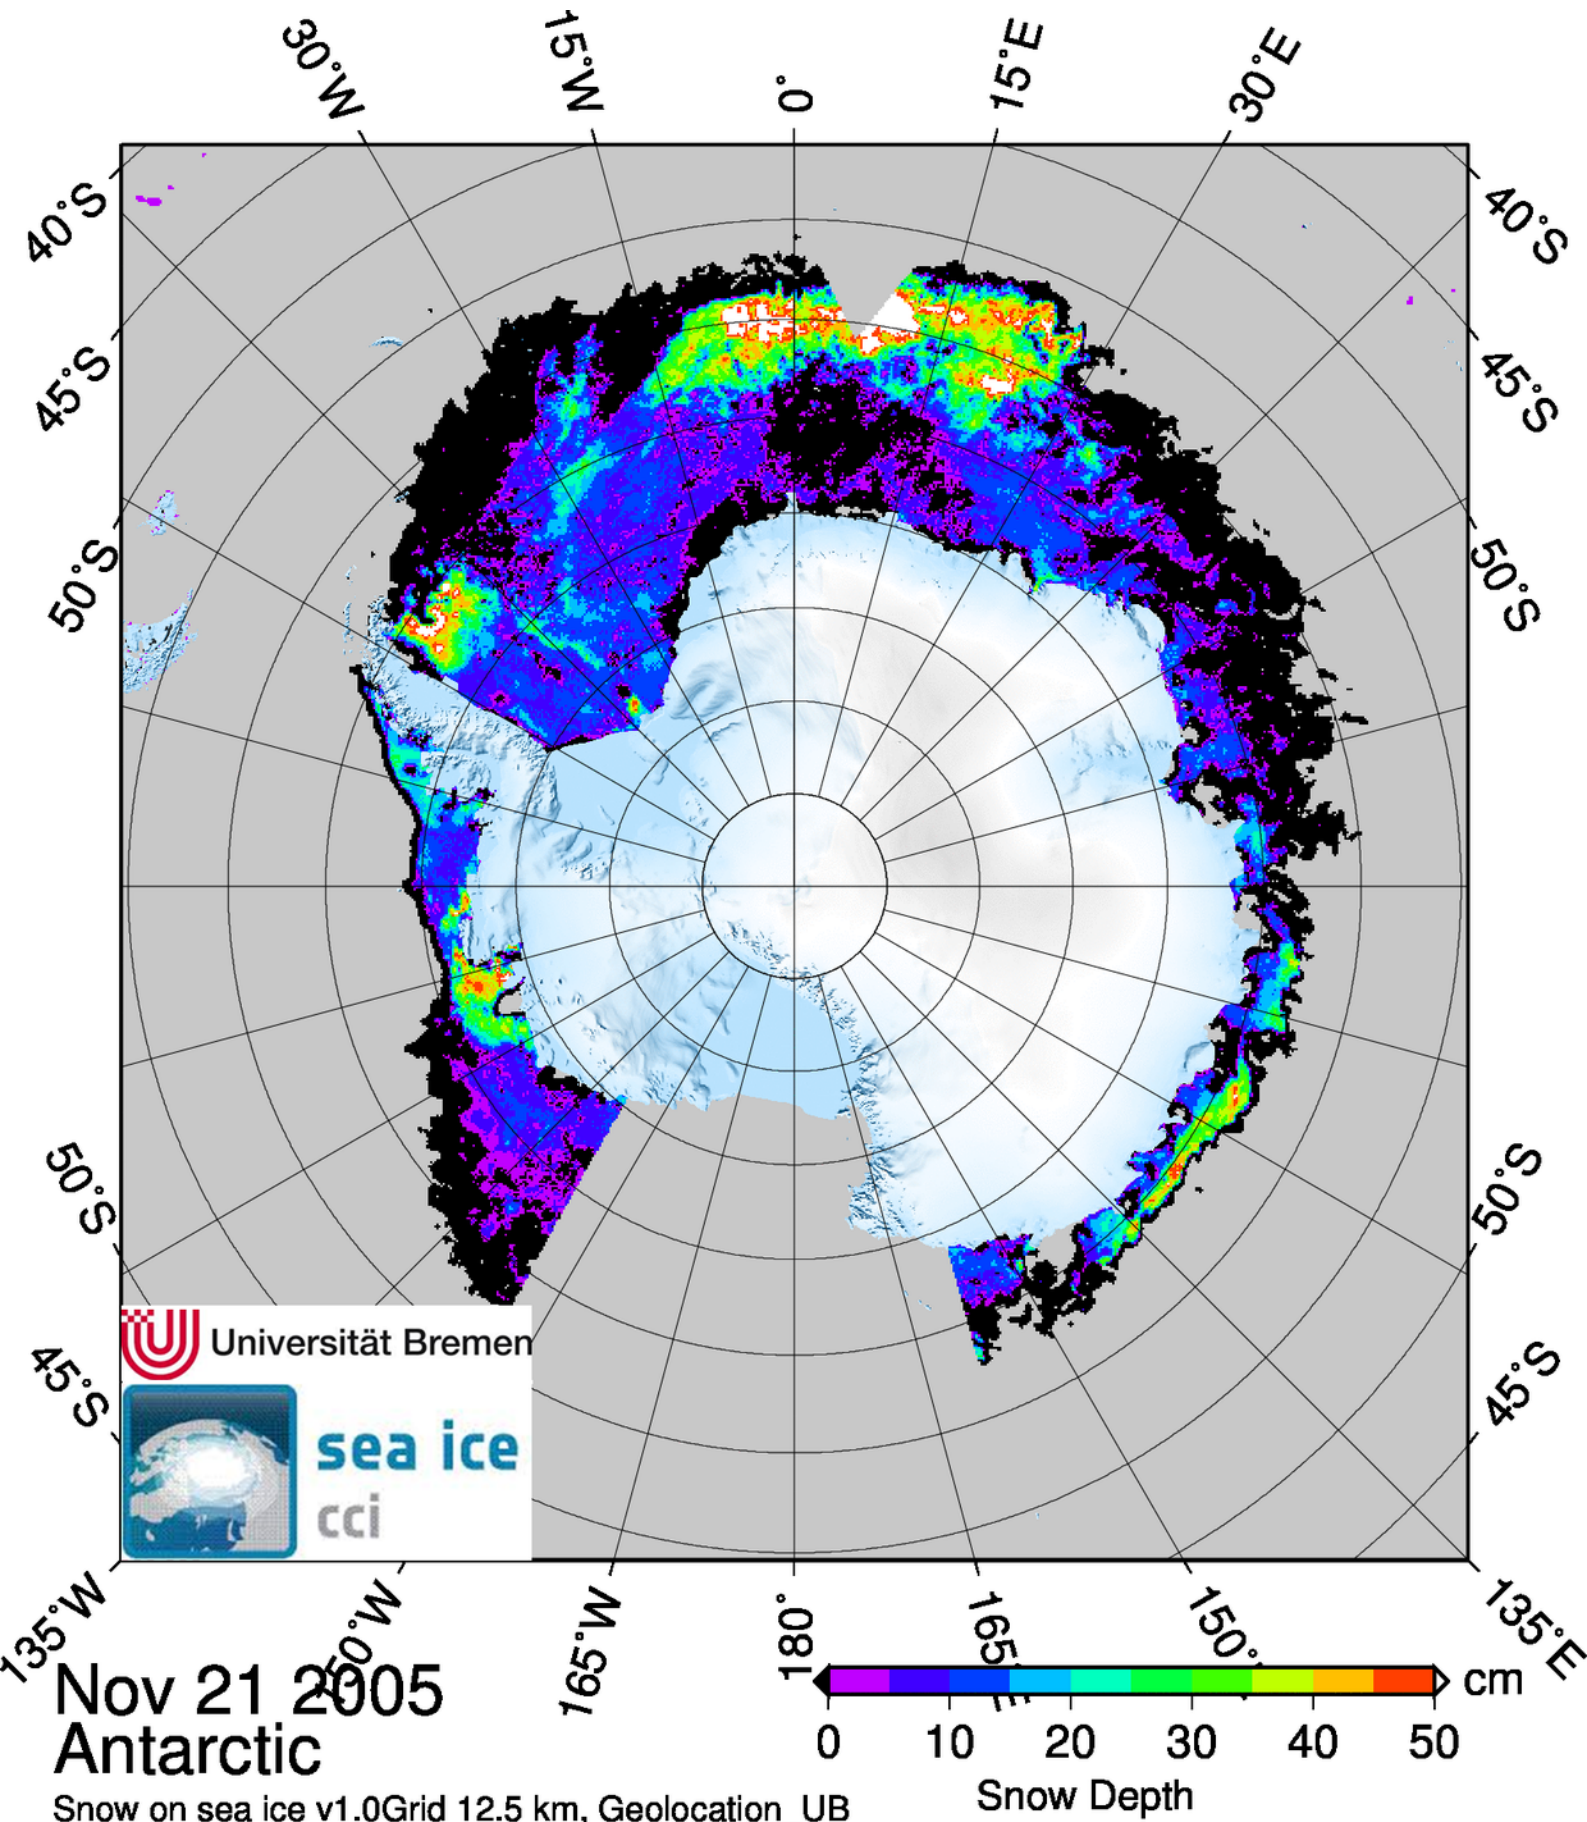 30°W
15°W
0°
15°E
30°E
40°S
40°S
45°S
45°S
50°S
50°S
50°S
50°S
45°S
45°S
Universität Bremen
sea ice
cci
135°W
165°W
180°
135°E
Nov 21 2005
Antarctic
Snow on sea ice v1.0Grid 12.5 km, Geolocation UB
cm
0 10 20 30 40 50
Snow Depth